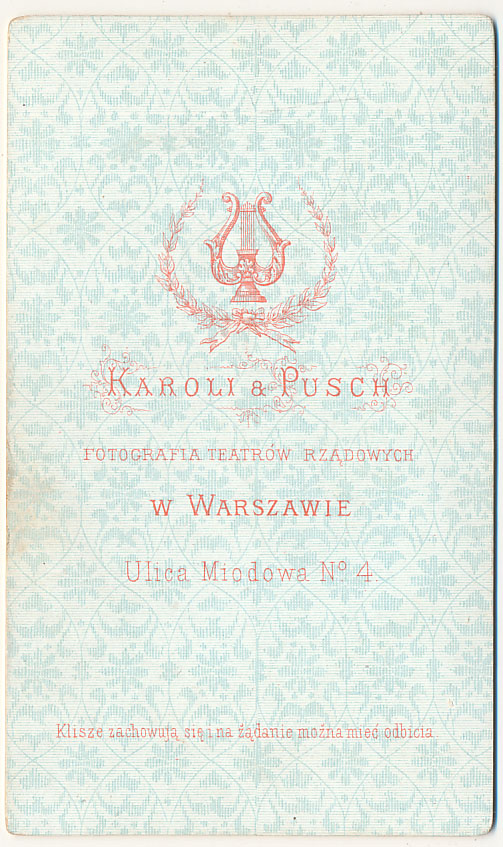 KAROLI & PUSCH
FOTOGRAFIA TEATRÓW RZĄDOWYCH
W WARSZAWIE
Ulica Miodowa Nº 4.
Klisze zachowują się i na żądanie można mieć odbicia.